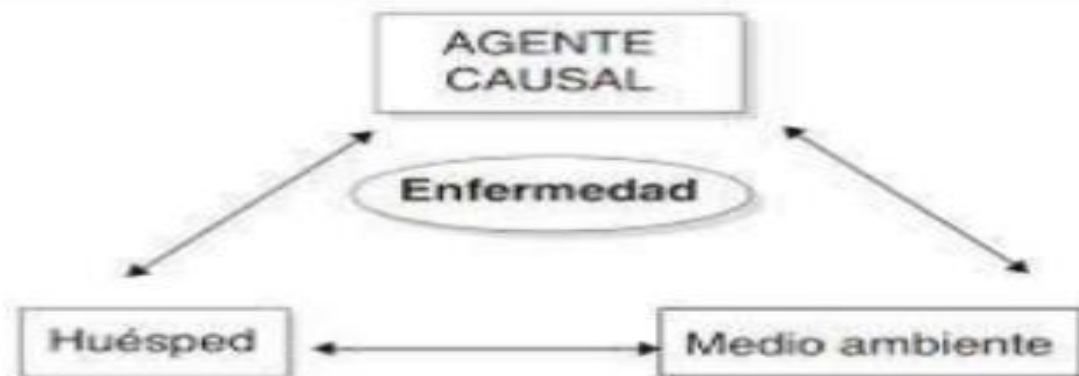 AGENTE
CAUSAL
Enfermedad
Huésped
Medio ambiente